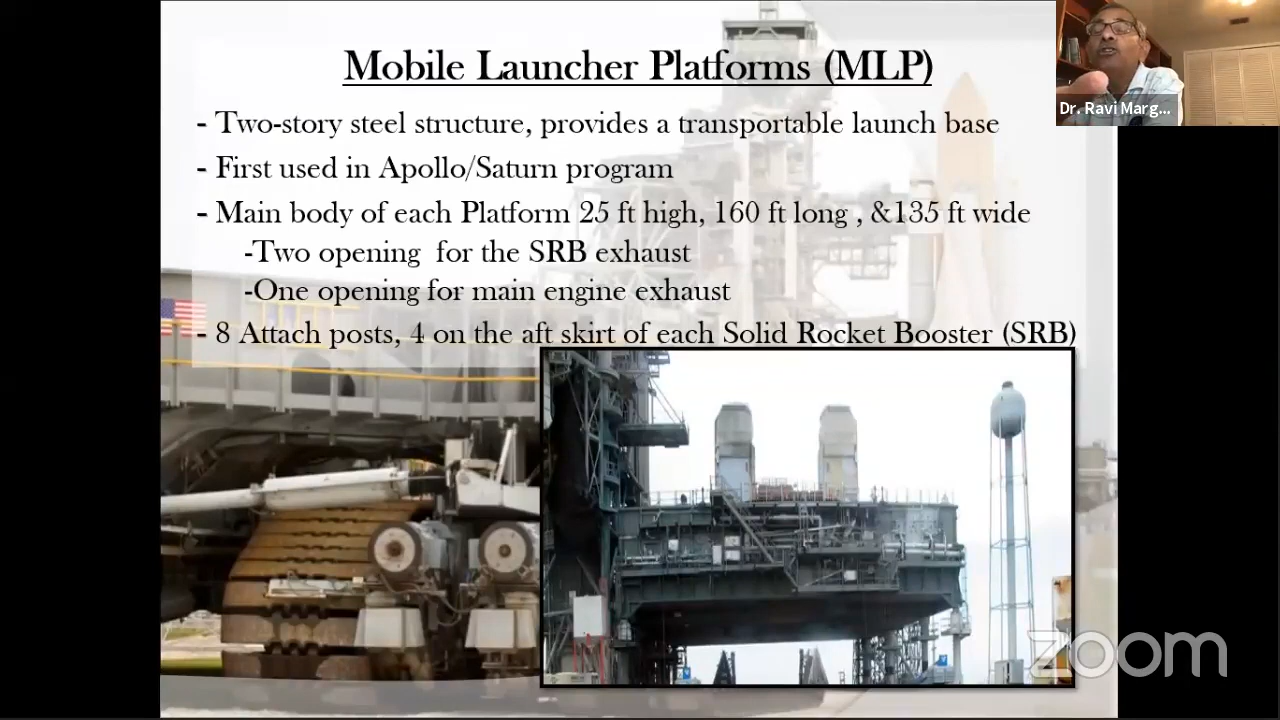 Mobile Launcher Platforms (MLP)
- Two-story steel structure, provides a transportable launch base
- First used in Apollo/Saturn program
- Main body of each Platform 25 ft high, 160 ft long , &135 ft wide
-Two opening  for the SRB exhaust
-One opening for main engine exhaust
- 8 Attach posts, 4 on the aft skirt of each Solid Rocket Booster (SRB)
Dr. Ravi Marg...
zoom